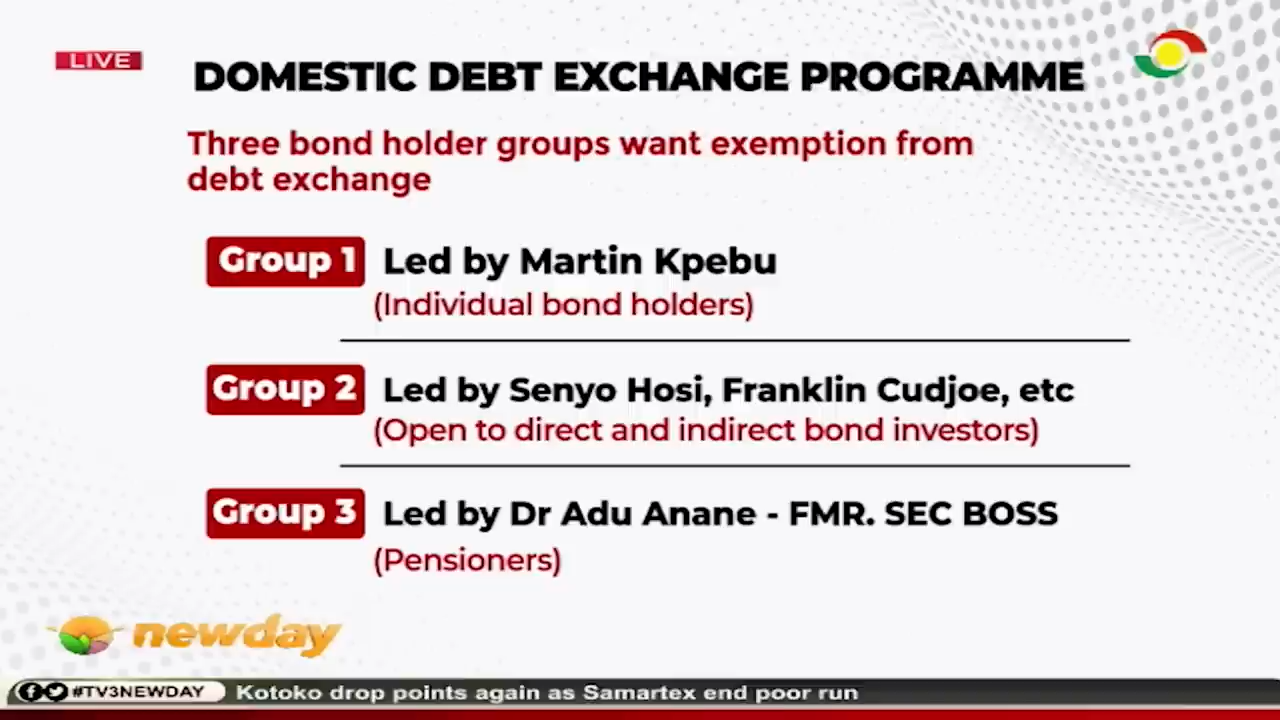 LIVE
DOMESTIC DEBT EXCHANGE PROGRAMME
Three bond holder groups want exemption from
debt exchange
Group 1 Led by Martin Kpebu
(Individual bond holders)
Group 2 Led by Senyo Hosi, Franklin Cudjoe, etc
(Open to direct and indirect bond investors)
Group 3 Led by Dr Adu Anane - FMR. SEC BOSS
(Pensioners)
newday
#TV3NEWDAY Kotoko drop points again as Samartex end poor run